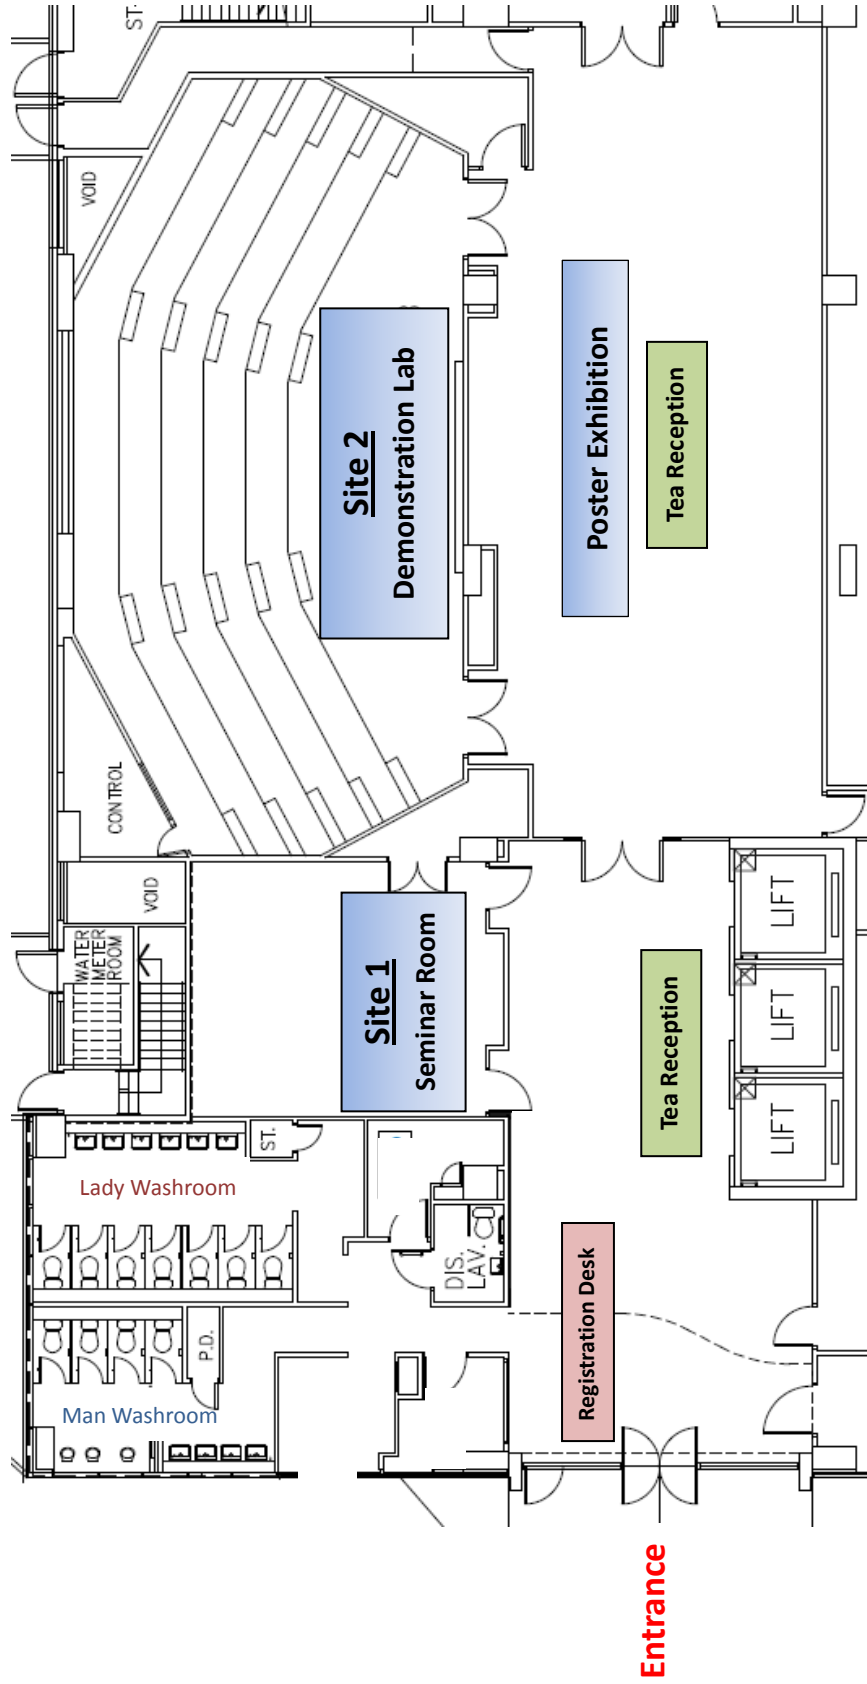 ST.
VOID
Site 2
Demonstration Lab
Poster Exhibition
Tea Reception
CONTROL
VOID
WATER
METER
ROOM
Site 1
Seminar Room
Tea Reception
LIFT
LIFT
LIFT
ST.
Lady Washroom
DIS.
LAV.
P.D.
Man Washroom
Registration Desk
Entrance